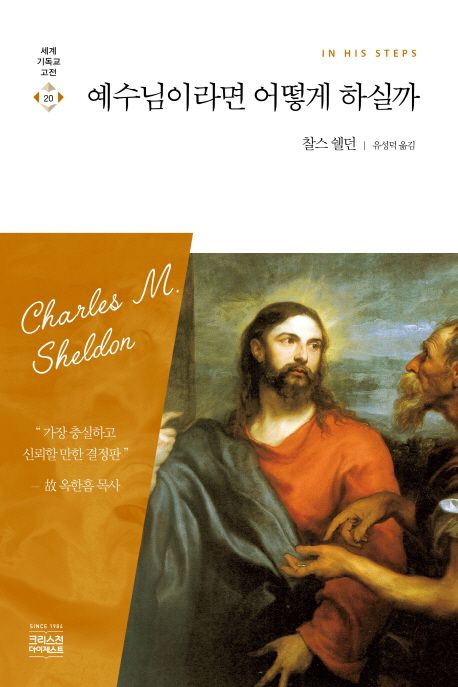 세계
기독교
고전
20
IN HIS STEPS
예수님이라면 어떻게 하실까
찰스 쉘던 | 유성덕 옮김
Charles M.
Sheldon
“ 가장 충실하고
신뢰할 만한 결정판 ”
— 故 옥한흠 목사
SINCE 1984
크리스천
다이제스트